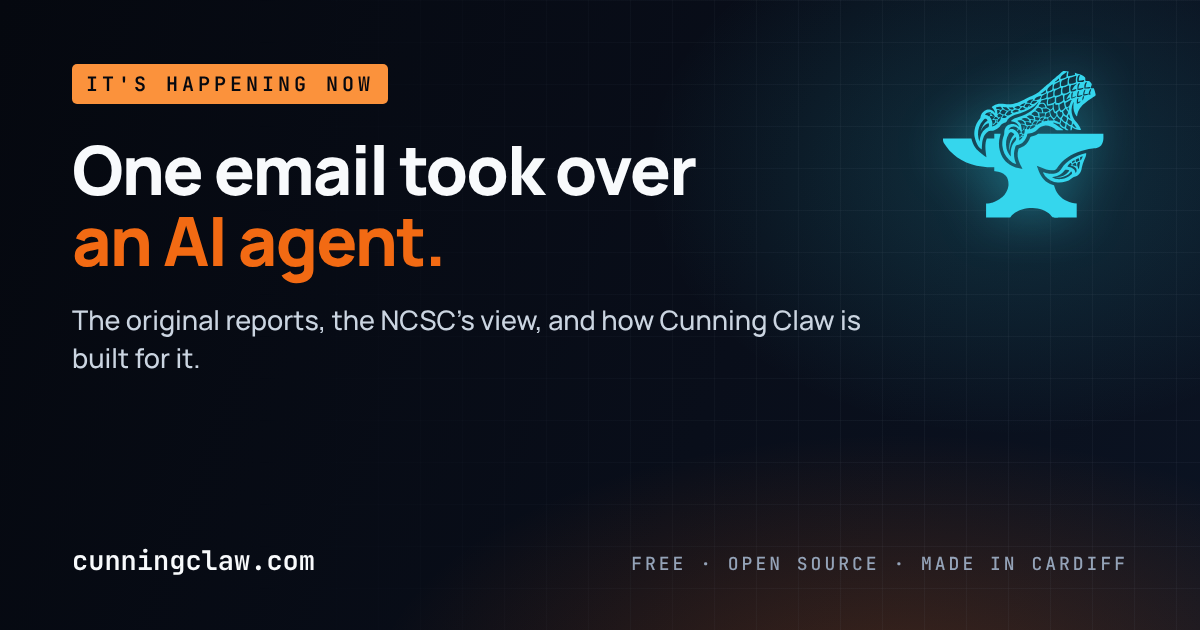 IT'S HAPPENING NOW
One email took over
an AI agent.
The original reports, the NCSC's view, and how Cunning Claw is
built for it.
cunningclaw.com
FREE · OPEN SOURCE · MADE IN CARDIFF